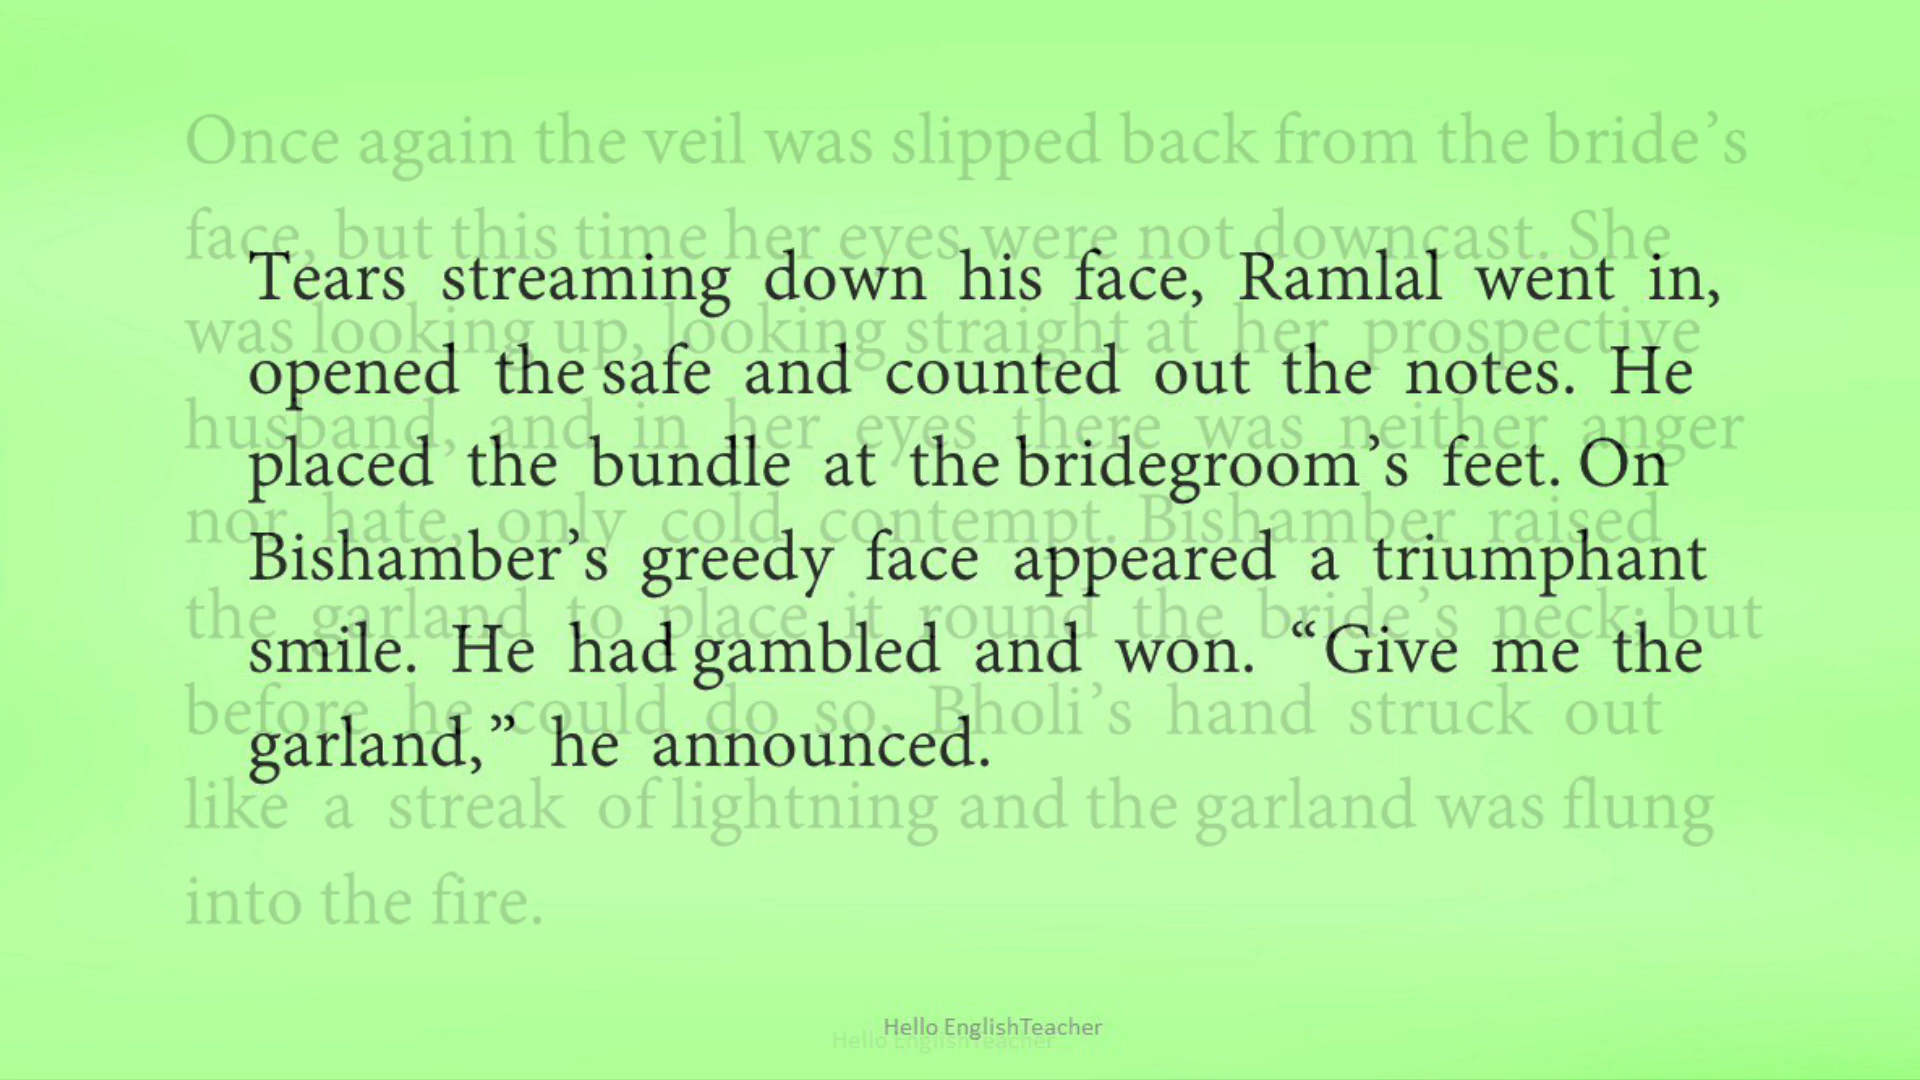 Tears streaming down his face, Ramlal went in,
opened the safe and counted out the notes. He
placed the bundle at the bridegroom’s feet. On
Bishamber’s greedy face appeared a triumphant
smile. He had gambled and won. “Give me the
garland,” he announced.
Once again the veil was slipped back from the bride’s
face, but this time her eyes were not downcast. She
was looking up, looking straight at her prospective
husband, and in her eyes there was neither anger
nor hate, only cold contempt. Bishamber raised
the garland to place it round the bride’s neck; but
before he could do so, Bholi’s hand struck out
like a streak of lightning and the garland was flung
into the fire.
Hello EnglishTeacher
Hello EnglishTeacher